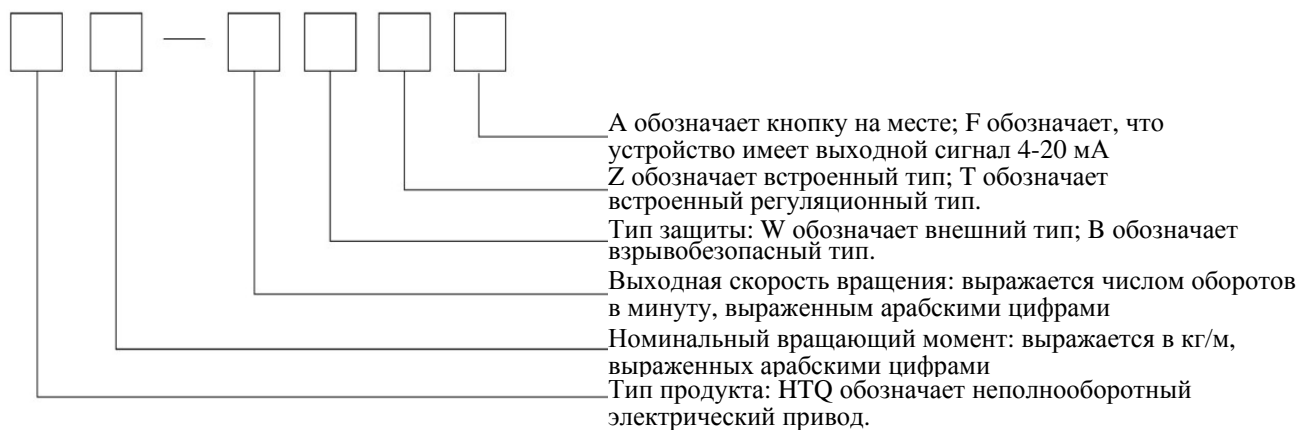 А обозначает кнопку на месте; F обозначает, что
устройство имеет выходной сигнал 4-20 мА
Z обозначает встроенный тип; Т обозначает
встроенный регуляционный тип.
Тип защиты: W обозначает внешний тип; В обозначает
взрывобезопасный тип.
Выходная скорость вращения: выражается числом оборотов
в минуту, выраженным арабскими цифрами
Номинальный вращающий момент: выражается в кг/м,
выраженных арабскими цифрами
Тип продукта: HTQ обозначает неполнооборотный
электрический привод.